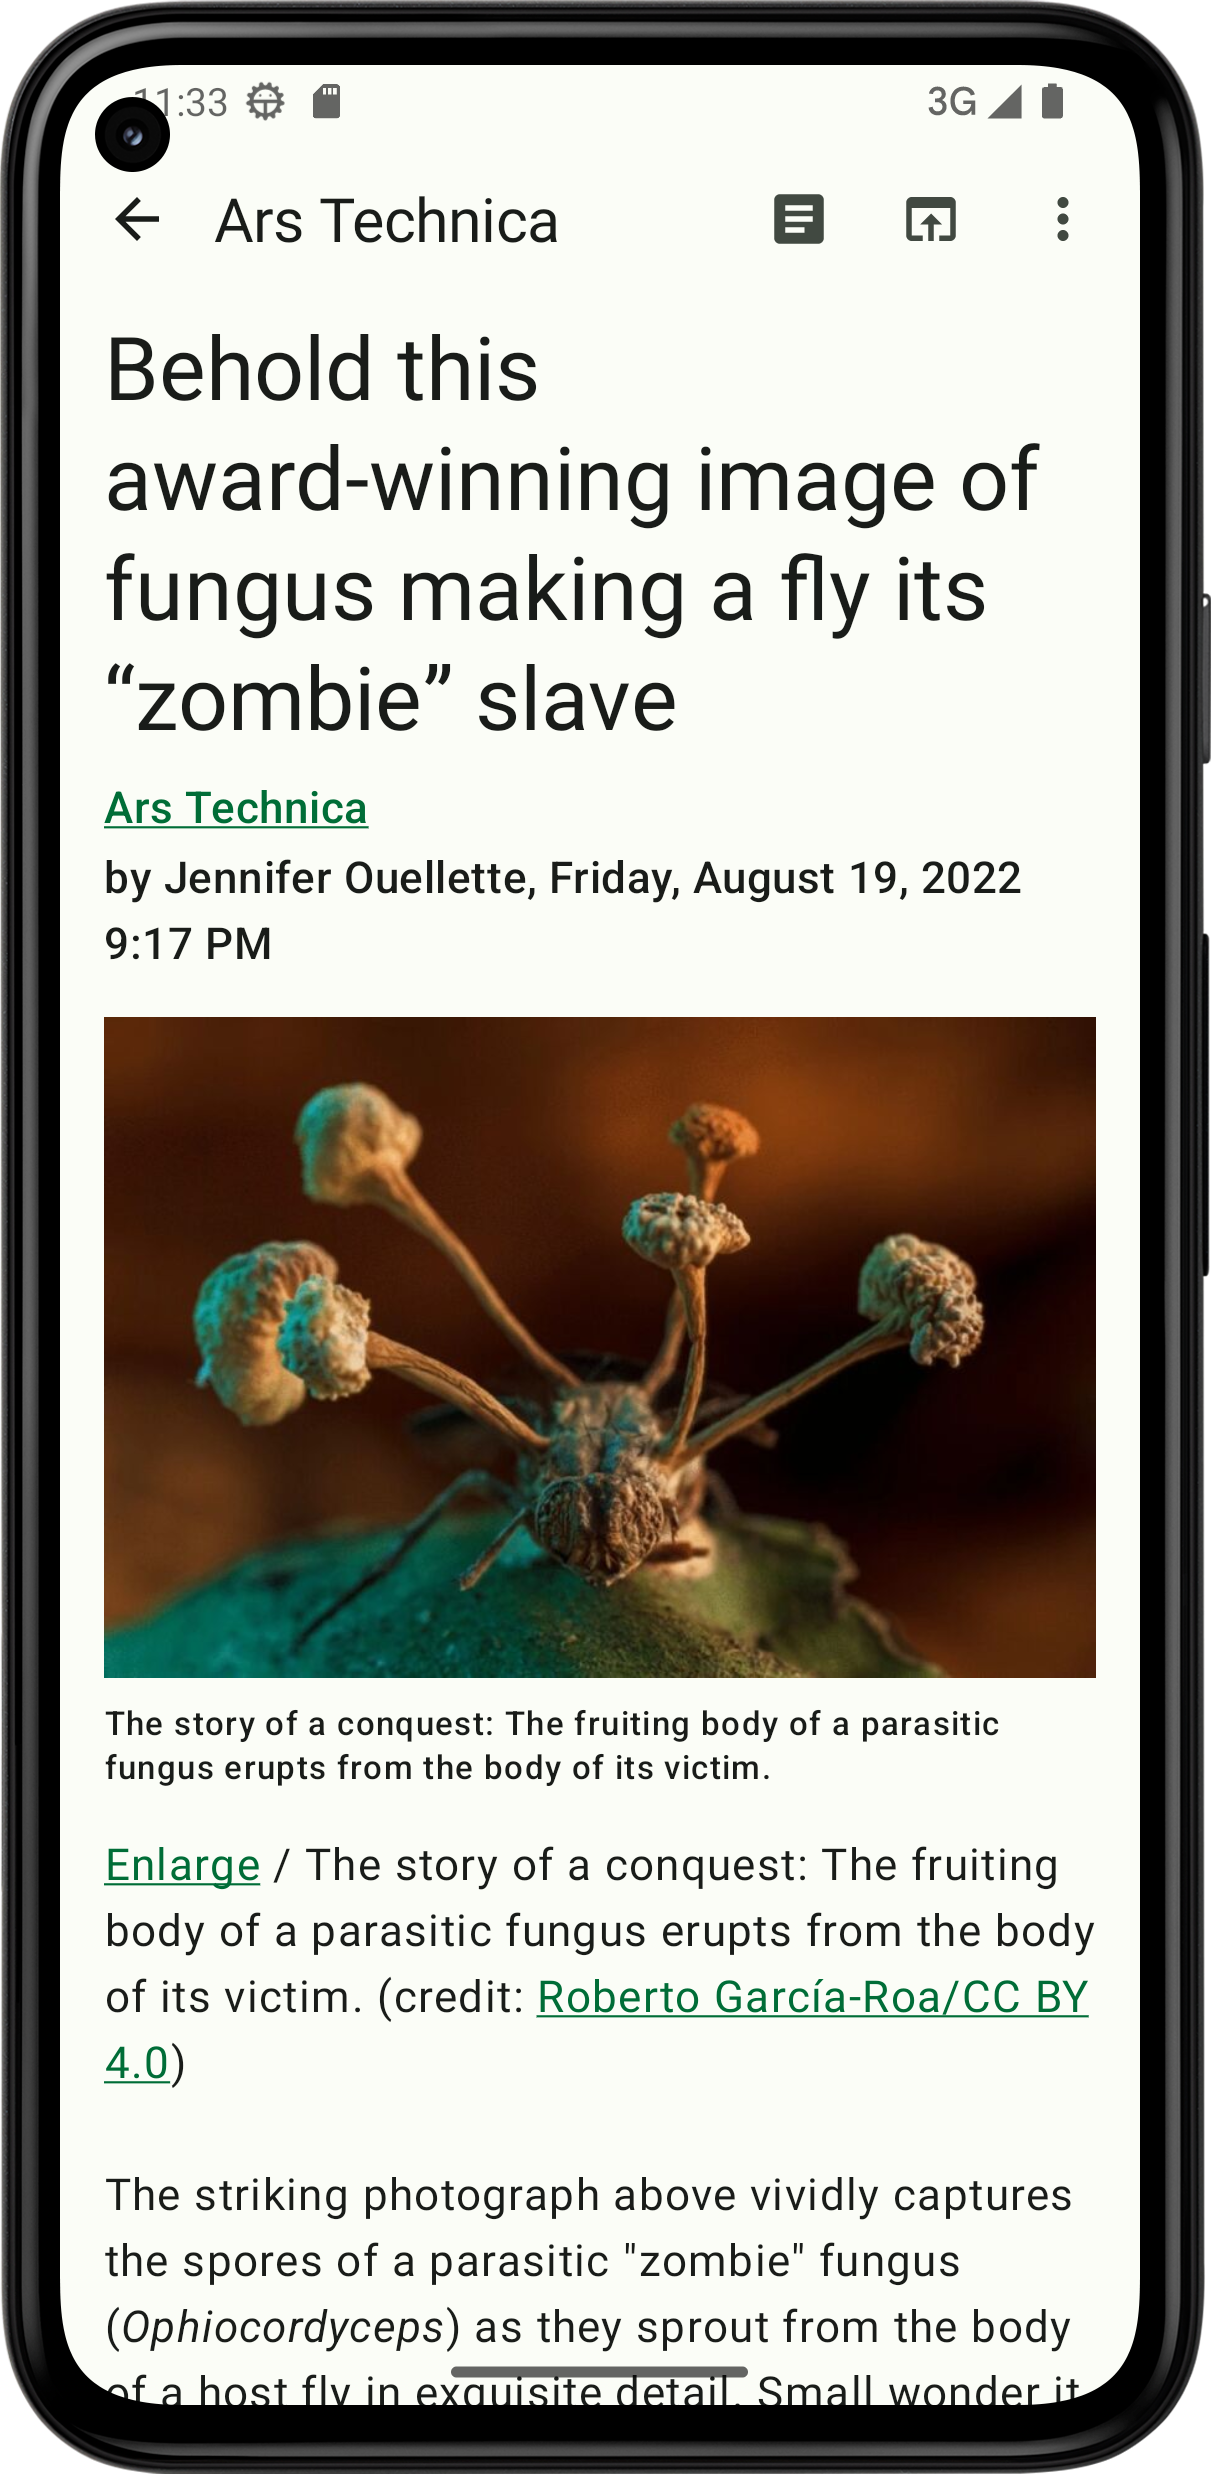 11:33
3G
Ars Technica
Behold this
award-winning image of
fungus making a fly its
“zombie” slave
Ars Technica
by Jennifer Ouellette, Friday, August 19, 2022
9:17 PM
The story of a conquest: The fruiting body of a parasitic
fungus erupts from the body of its victim.
Enlarge / The story of a conquest: The fruiting
body of a parasitic fungus erupts from the body
of its victim. (credit: Roberto García-Roa/CC BY
4.0)
The striking photograph above vividly captures
the spores of a parasitic "zombie" fungus
(Ophiocordyceps) as they sprout from the body
of a host fly in exquisite detail. Small wonder it